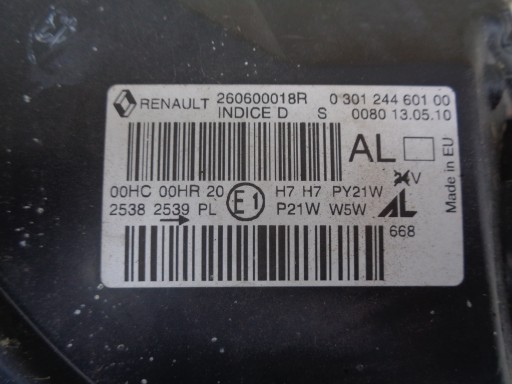 RENAULT 260600018R 0 301 244 601 00
INDICE D S 0080 13.05.10
AL
Made in EU
00HC 00HR 20 E1 H7 H7 PY21W V
2538 2539 PL P21W W5W AL
668